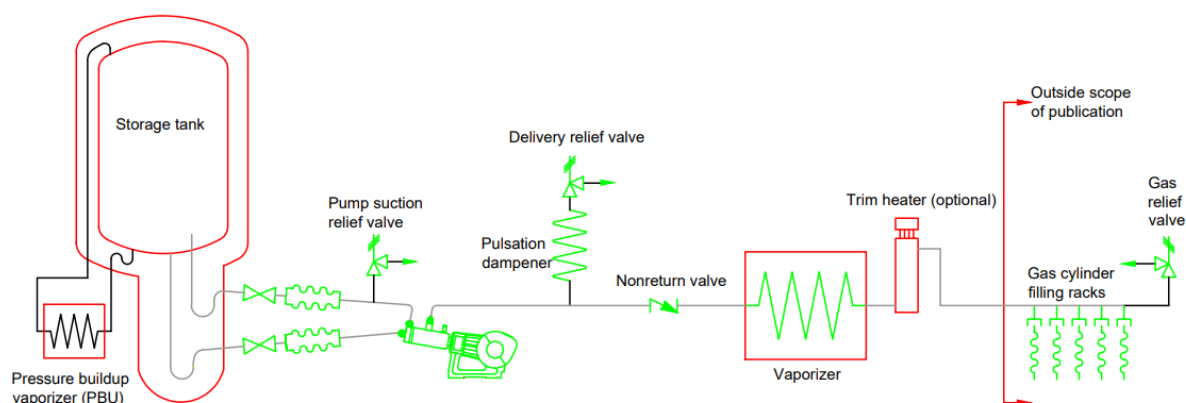 Storage tank
Pressure buildup
vaporizer (PBU)
Pump suction
relief valve
Delivery relief valve
Pulsation
dampener
Nonreturn valve
Vaporizer
Trim heater (optional)
Outside scope
of publication
Gas
relief
valve
Gas cylinder
filling racks